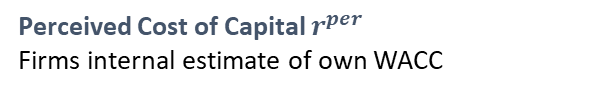 Perceived Cost of Capital r^per
Firms internal estimate of own WACC